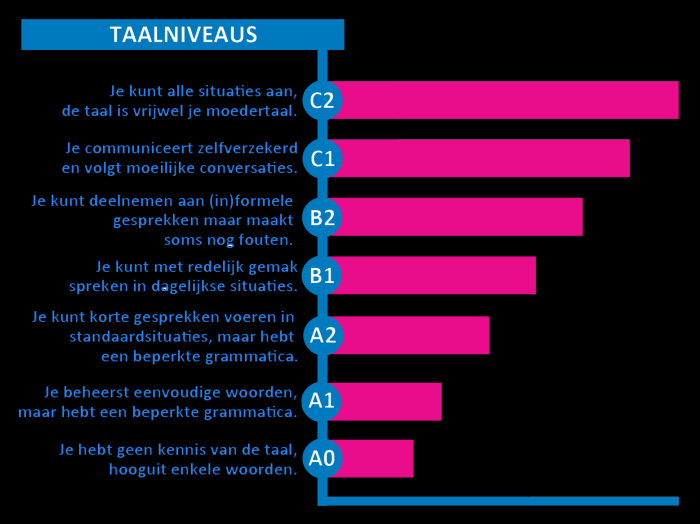 TAALNIVEAUS
Je kunt alle situaties aan,
de taal is vrijwel je moedertaal.
C2
Je communiceert zelfverzekerd
en volgt moeilijke conversaties.
C1
Je kunt deelnemen aan (in)formele
gesprekken maar maakt
soms nog fouten.
B2
Je kunt met redelijk gemak
spreken in dagelijkse situaties.
B1
Je kunt korte gesprekken voeren in
standaardsituaties, maar hebt
een beperkte grammatica.
A2
Je beheerst eenvoudige woorden,
maar hebt een beperkte grammatica.
A1
Je hebt geen kennis van de taal,
hooguit enkele woorden.
A0